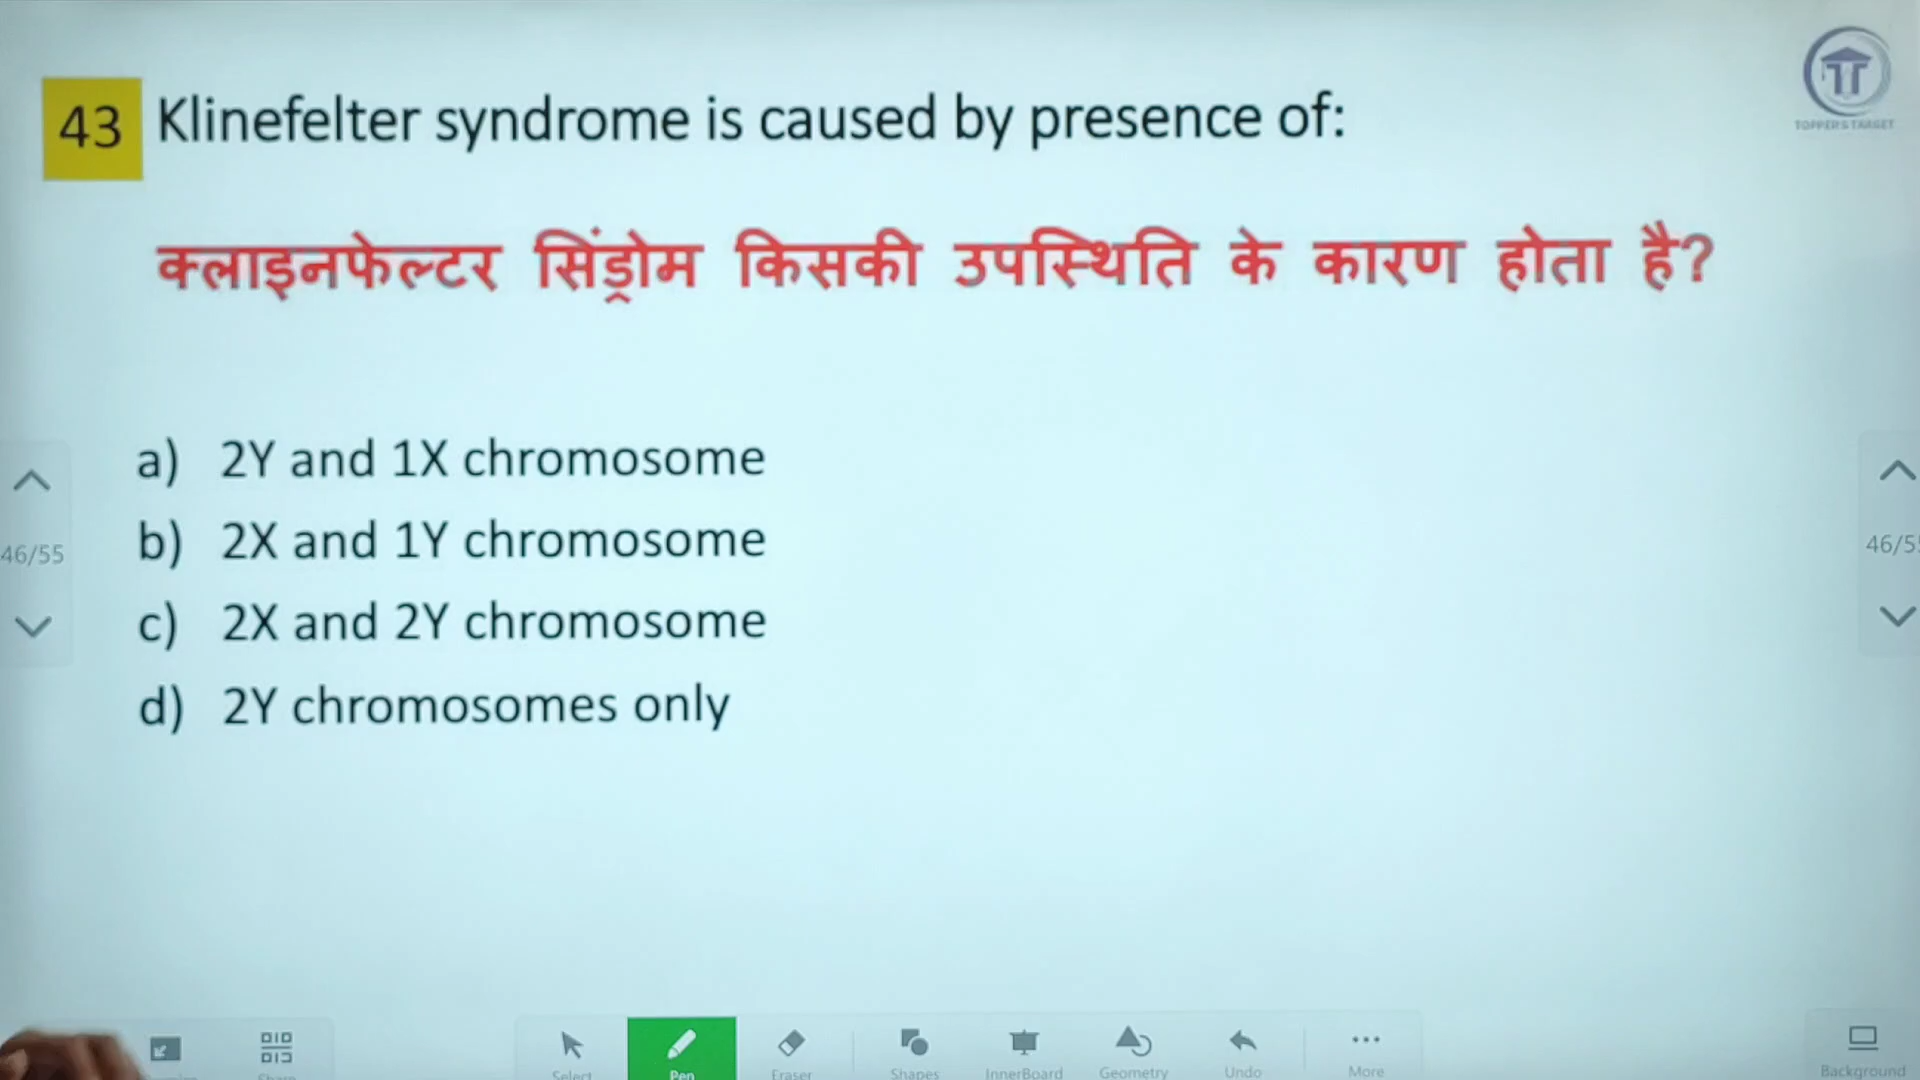 TOPPERS TARGET
43 Klinefelter syndrome is caused by presence of:
क्लाइनफेल्टर सिंड्रोम किसकी उपस्थिति के कारण होता है?
a) 2Y and 1X chromosome
b) 2X and 1Y chromosome
c) 2X and 2Y chromosome
d) 2Y chromosomes only
46/55
46/5
Select
Pen
Eraser
Shapes
InnerBoard
Geometry
Undo
More
Background